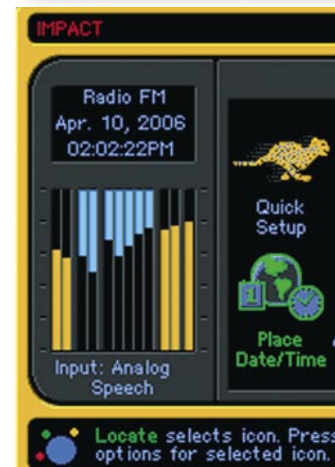 IMPACT
Radio FM
Apr. 10, 2006
02:02:22PM
Input: Analog
Speech
Quick
Setup
1
Place
Date/Time
Locate selects icon. Press
options for selected icon.